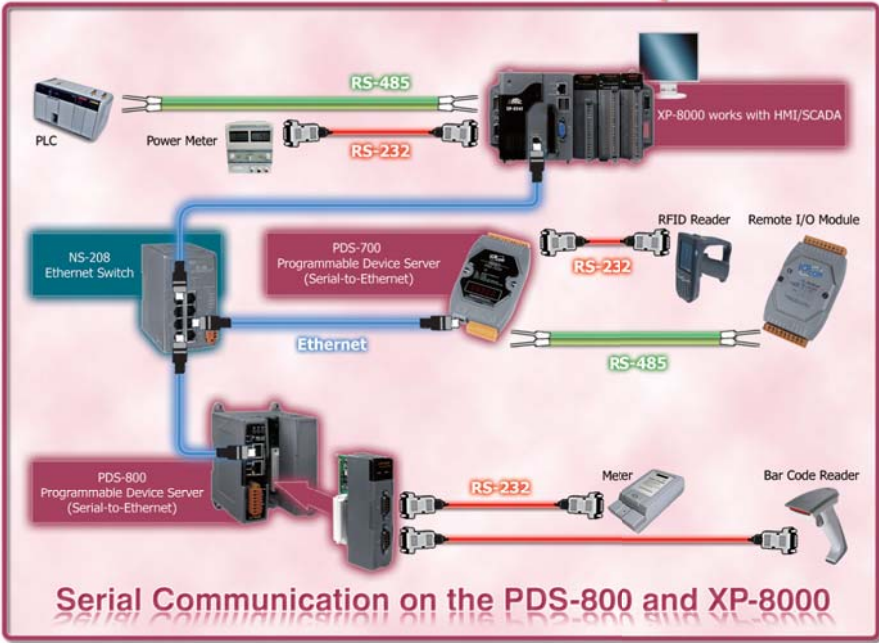 RS-485
PLC
Power Meter
RS-232
XP-8000 works with HMI/SCADA
NS-208
Ethernet Switch
PDS-700
Programmable Device Server
(Serial-to-Ethernet)
RFID Reader
Remote I/O Module
RS-232
Ethernet
RS-485
PDS-800
Programmable Device Server
(Serial-to-Ethernet)
RS-232
Meter
Bar Code Reader
Serial Communication on the PDS-800 and XP-8000